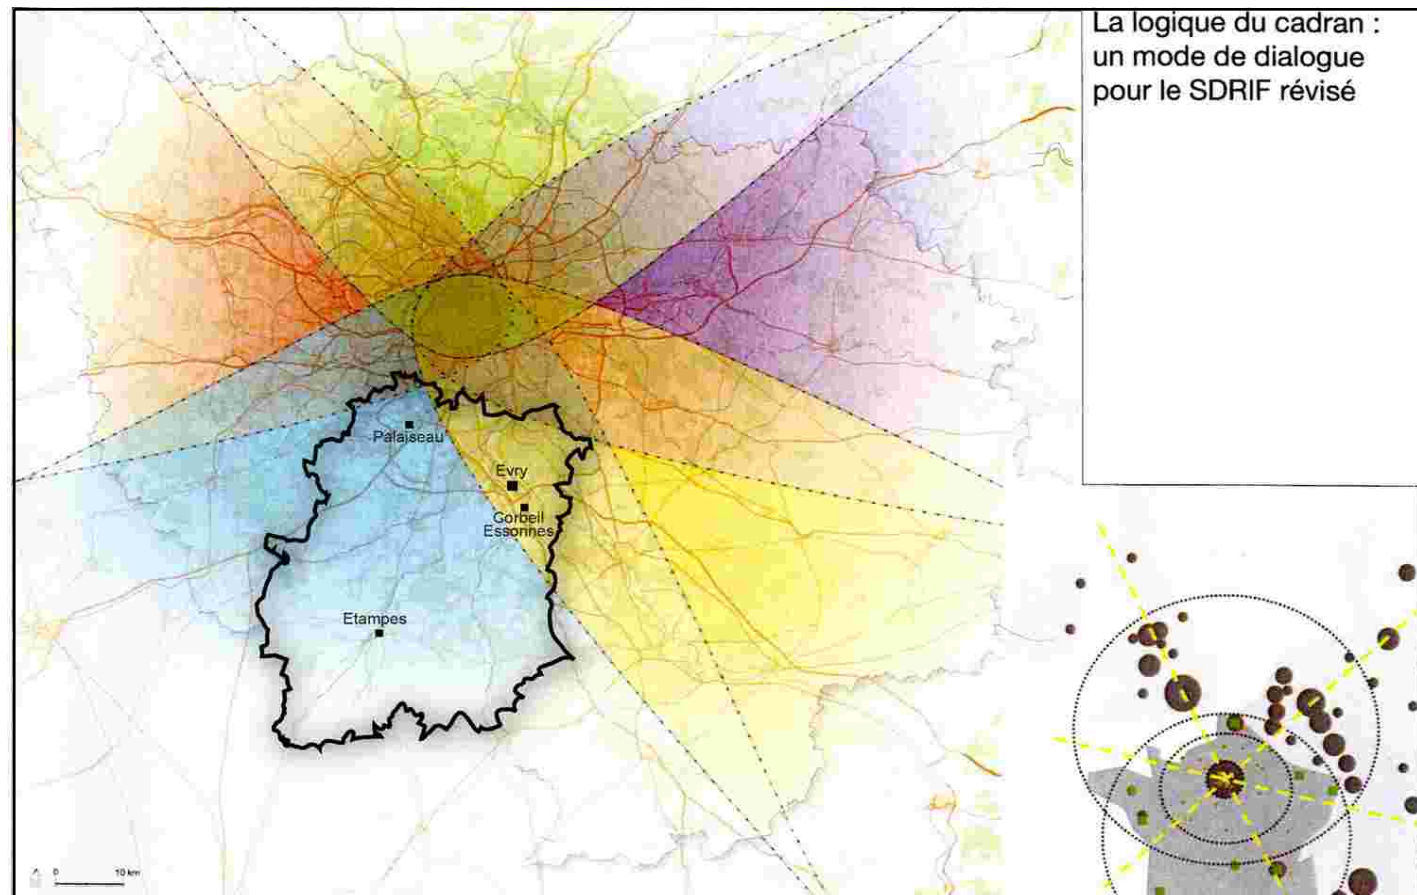 La logique du cadran :
un mode de dialogue
pour le SDRIF révisé
Palaiseau
Evry
Gorbeil
Essonnes
Etampes
0 10 km